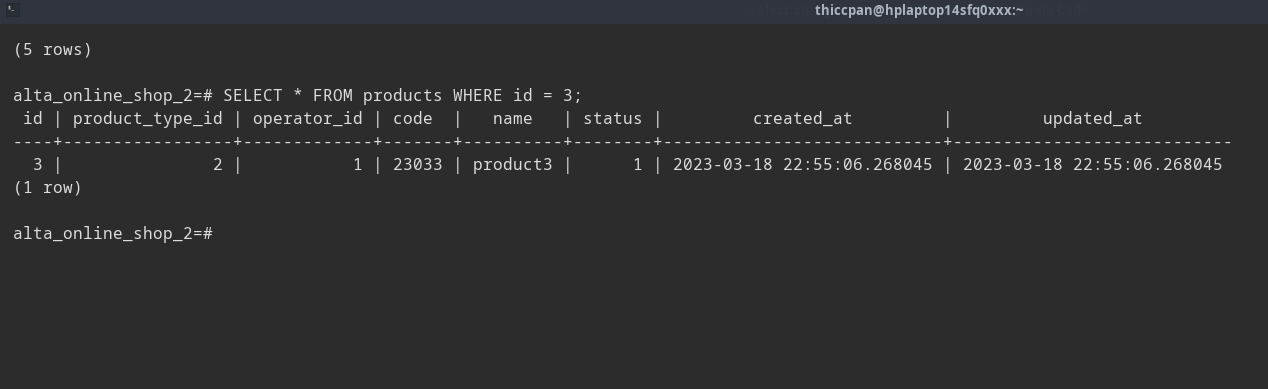 thiccpan@hplaptop14sfq0xxx:~
(5 rows)
alta_online_shop_2=# SELECT * FROM products WHERE id = 3;
 id | product_type_id | operator_id | code  |   name   | status |         created_at         |         updated_at
----+-----------------+-------------+-------+----------+--------+----------------------------+----------------------------
  3 |               2 |           1 | 23033 | product3 |      1 | 2023-03-18 22:55:06.268045 | 2023-03-18 22:55:06.268045
(1 row)
alta_online_shop_2=#